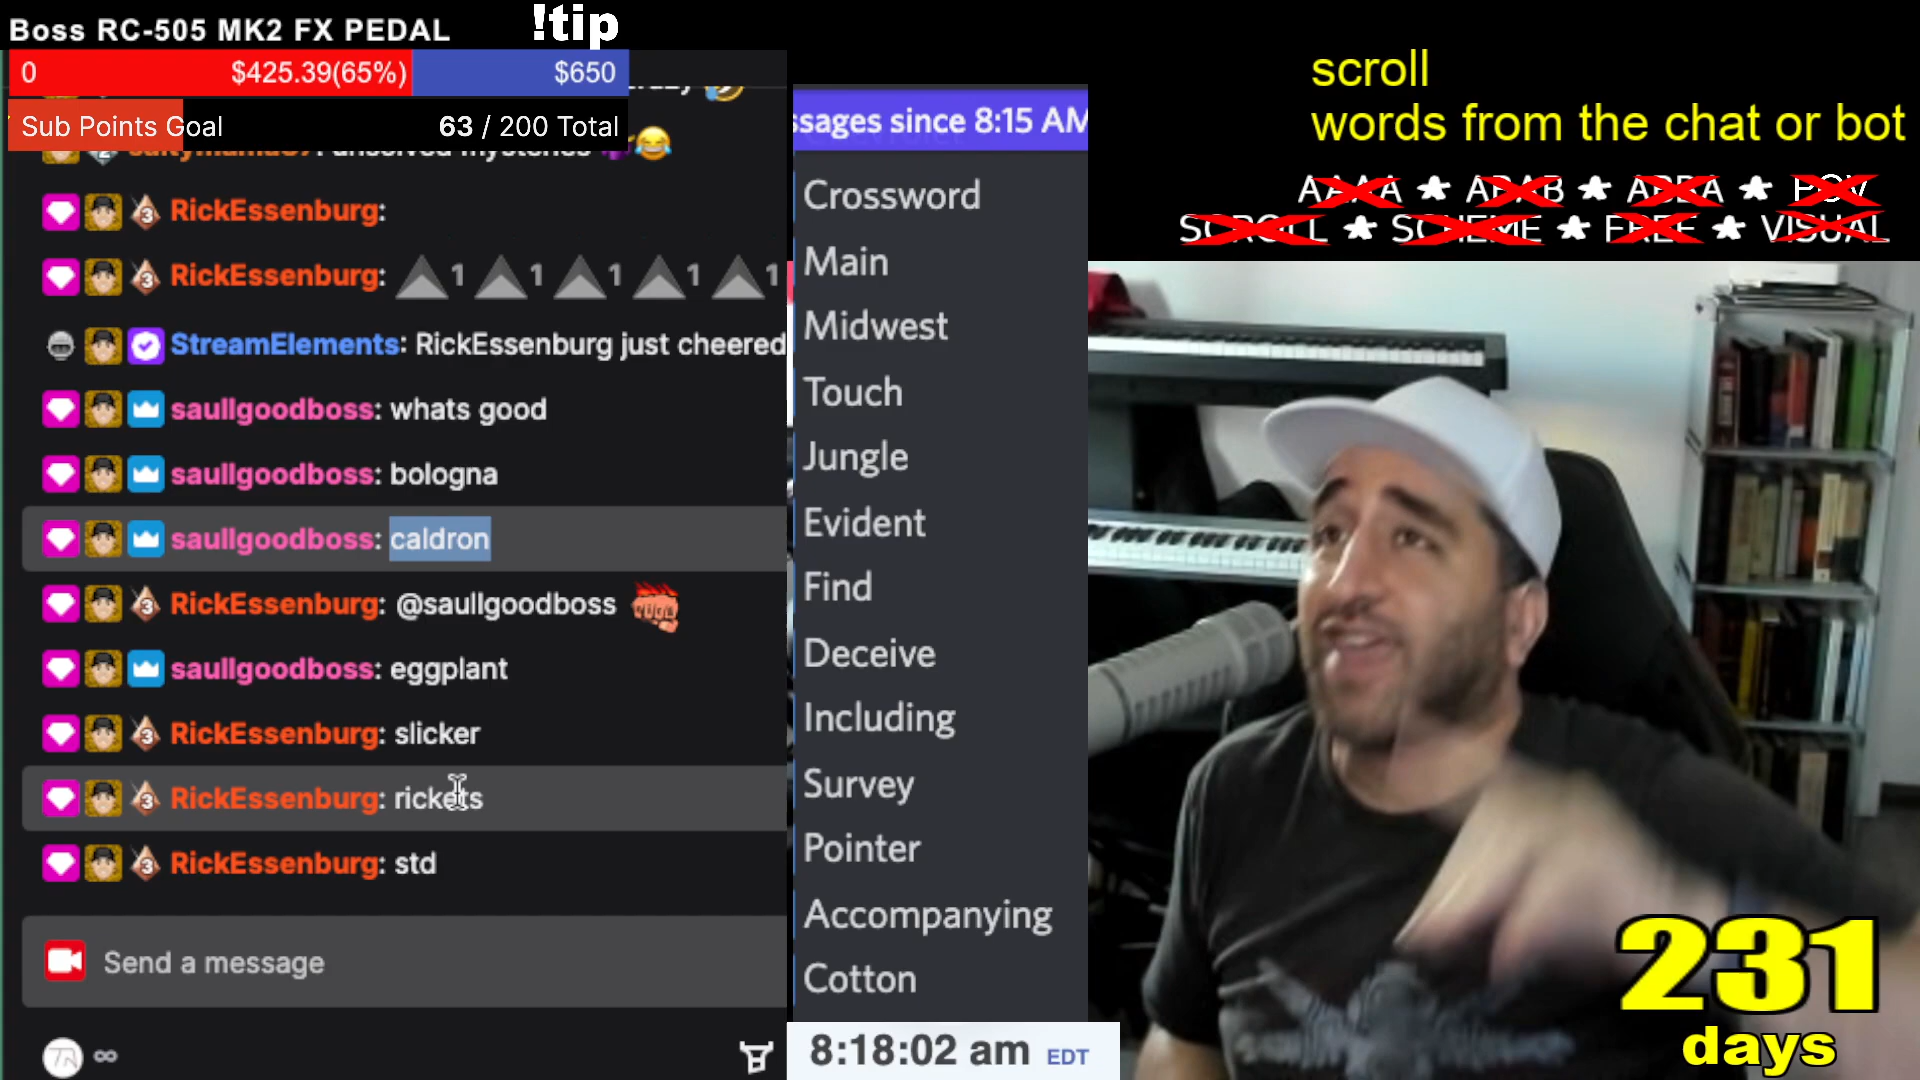 Boss RC-505 MK2 FX PEDAL
!tip
0 $425.39(65%) $650
Sub Points Goal 63 / 200 Total
RickEssenburg:
RickEssenburg: 1 1 1 1 1
StreamElements: RickEssenburg just cheered
saullgoodboss: whats good
saullgoodboss: bologna
saullgoodboss: caldron
RickEssenburg: @saullgoodboss
saullgoodboss: eggplant
RickEssenburg: slicker
RickEssenburg: rickets
RickEssenburg: std
Send a message
∞
ssages since 8:15 AM
Crossword
Main
Midwest
Touch
Jungle
Evident
Find
Deceive
Including
Survey
Pointer
Accompanying
Cotton
8:18:02 am EDT
scroll
words from the chat or bot
AAAA ABAB ABBA POV
SCROLL SCHEME FREE VISUAL
231
days